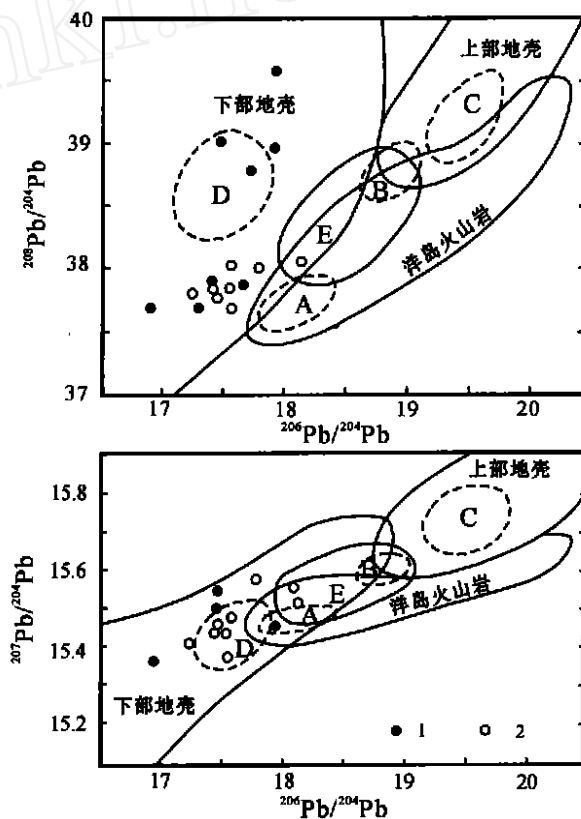 nki.
40
39
38
37
²⁰⁸Pb/²⁰⁴Pb
下部地壳
上部地壳
C
D
B
E
A
洋岛火山岩
17 18 19 20
²⁰⁶Pb/²⁰⁴Pb
15.8
15.6
15.4
15.2
²⁰⁷Pb/²⁰⁴Pb
上部地壳
C
B
E
A
D
洋岛火山岩
下部地壳
1 2
17 18 19 20
²⁰⁶Pb/²⁰⁴Pb